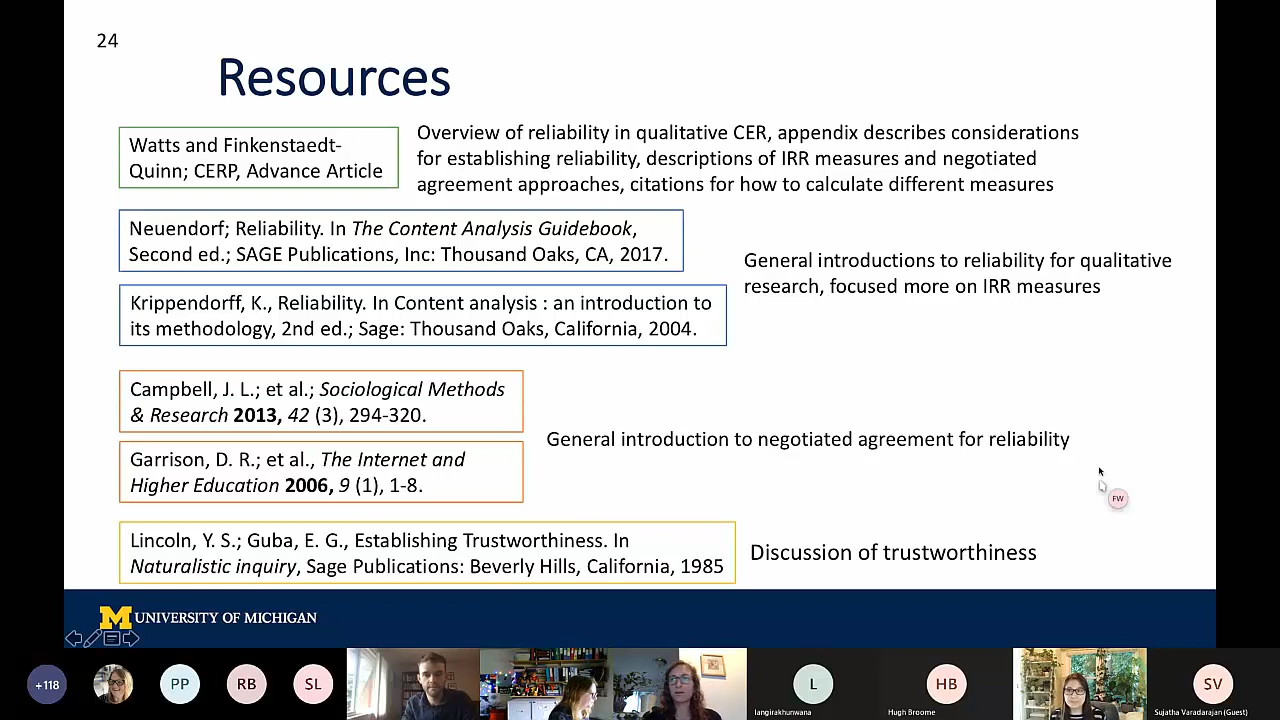 24
Resources
Watts and Finkenstaedt-
Quinn; CERP, Advance Article
Overview of reliability in qualitative CER, appendix describes considerations
for establishing reliability, descriptions of IRR measures and negotiated
agreement approaches, citations for how to calculate different measures
Neuendorf; Reliability. In The Content Analysis Guidebook,
Second ed.; SAGE Publications, Inc: Thousand Oaks, CA, 2017.
Krippendorff, K., Reliability. In Content analysis : an introduction to
its methodology, 2nd ed.; Sage: Thousand Oaks, California, 2004.
General introductions to reliability for qualitative
research, focused more on IRR measures
Campbell, J. L.; et al.; Sociological Methods
& Research 2013, 42 (3), 294-320.
Garrison, D. R.; et al., The Internet and
Higher Education 2006, 9 (1), 1-8.
General introduction to negotiated agreement for reliability
FW
Lincoln, Y. S.; Guba, E. G., Establishing Trustworthiness. In
Naturalistic inquiry, Sage Publications: Beverly Hills, California, 1985
Discussion of trustworthiness
M UNIVERSITY OF MICHIGAN
+118
PP
RB
SL
L
langirakhunwana
HB
Hugh Broome
SV
Sujatha Varadarajan (Guest)